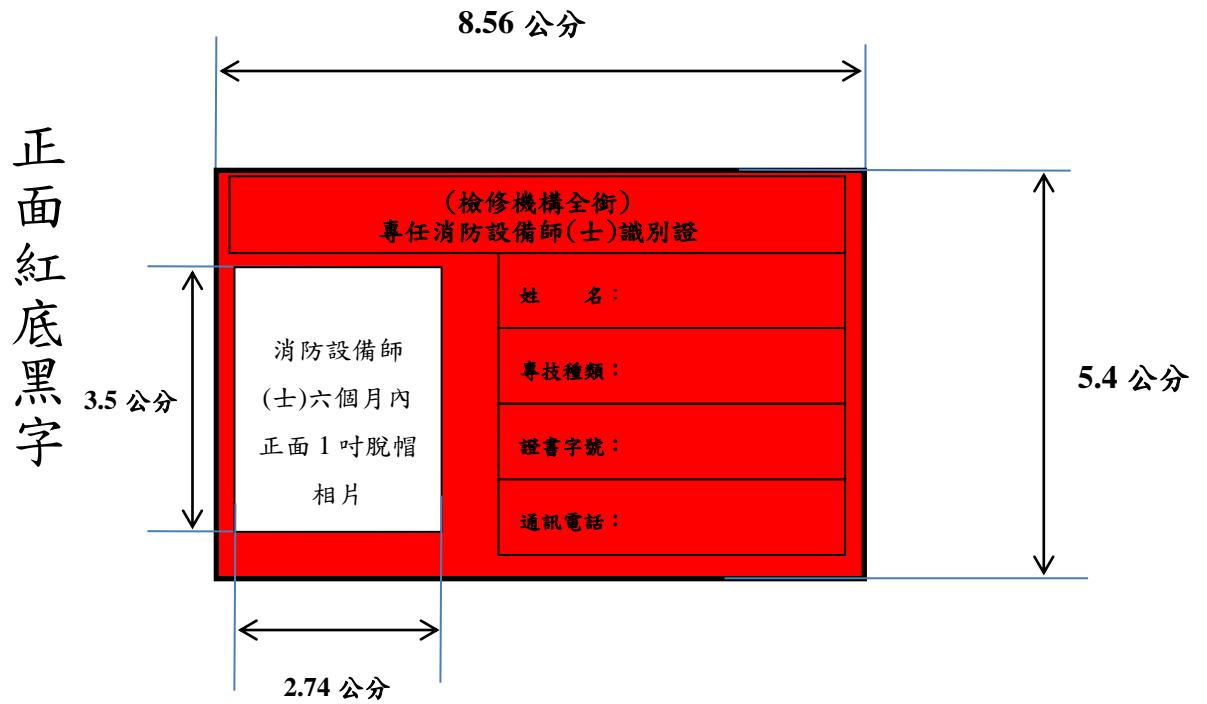 8.56 公分
正面紅底黑字
(檢修機構全銜)
專任消防設備師(士)識別證
姓　　名：
專技種類：
證書字號：
通訊電話：
消防設備師
(士)六個月內
正面 1 吋脫帽
相片
3.5 公分
5.4 公分
2.74 公分